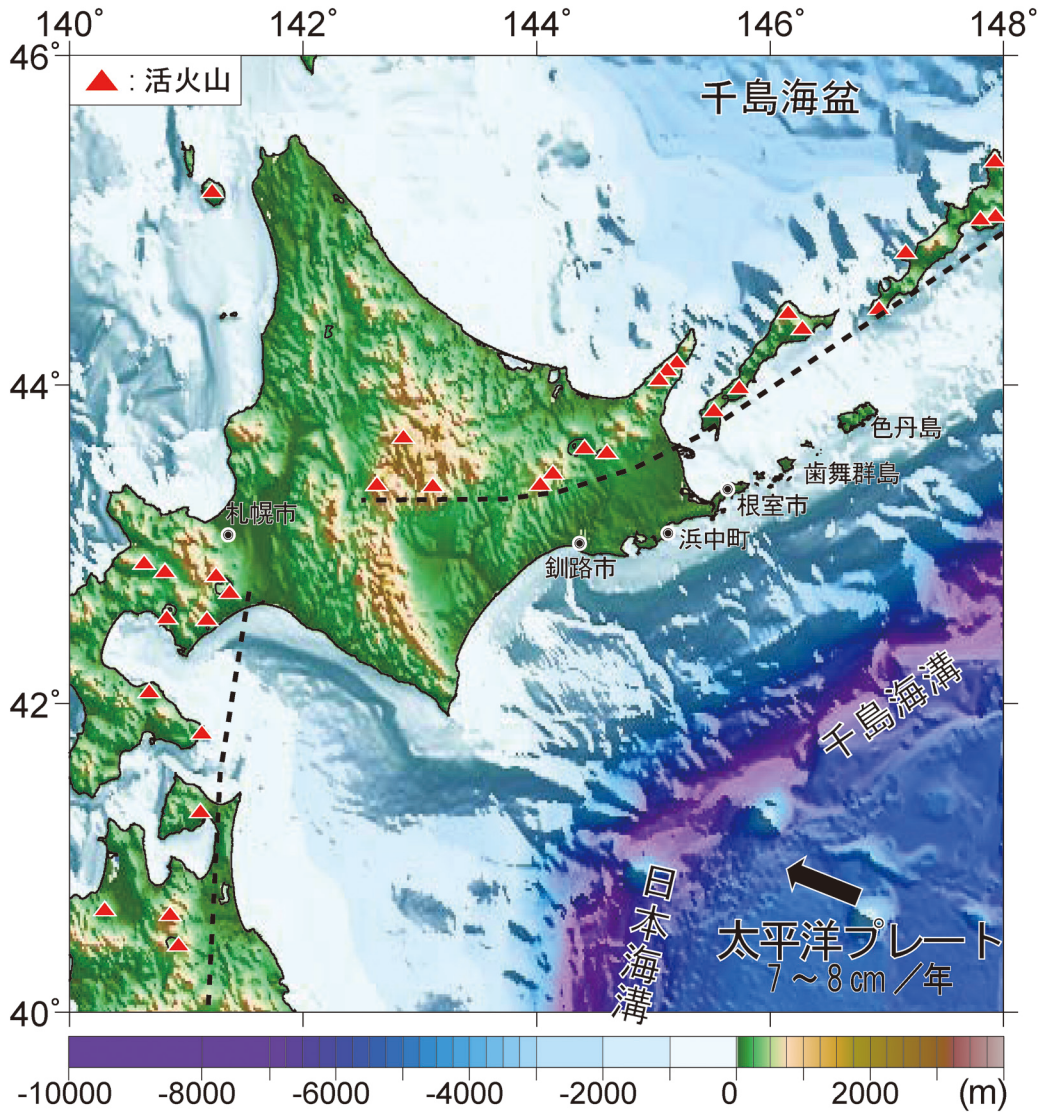 140° 142° 144° 146° 148°
46°
44°
42°
40°
▲ : 活火山
千島海盆
色丹島
歯舞群島
根室市
浜中町
釧路市
札幌市
千島海溝
日本海溝
太平洋プレート
7 ~ 8 cm /年
-10000 -8000 -6000 -4000 -2000 0 2000 (m)